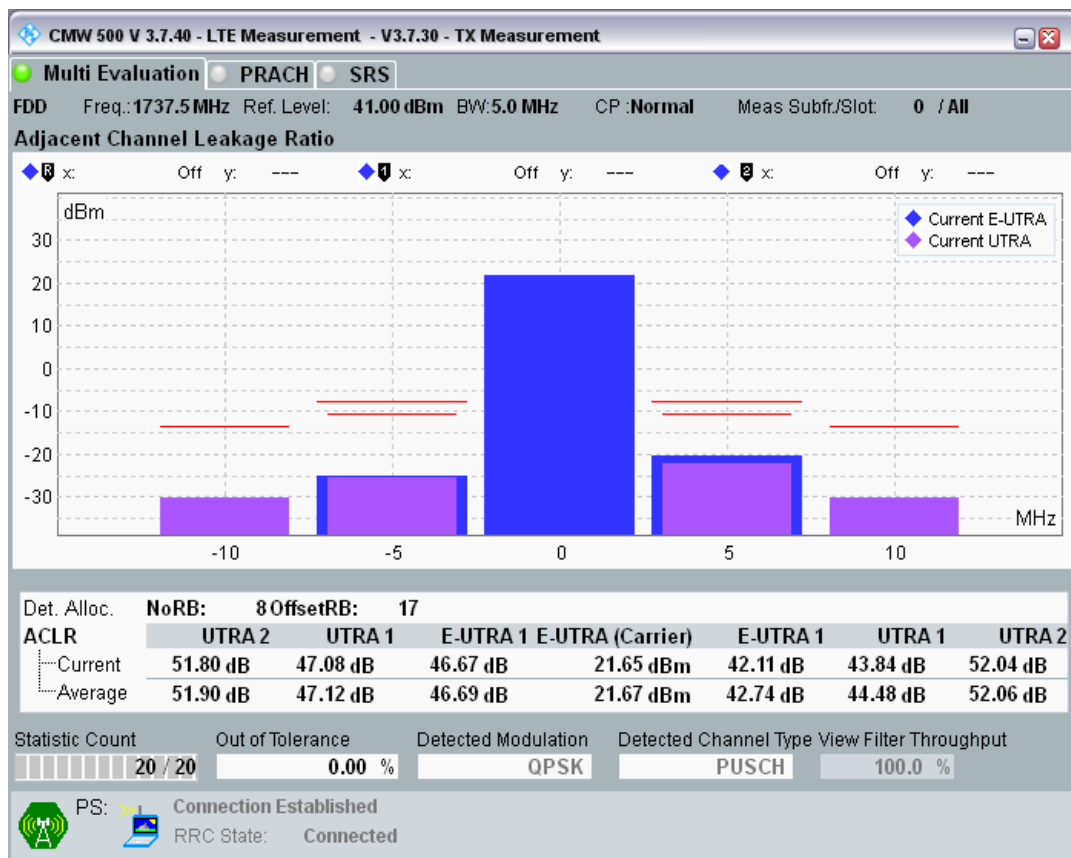 CMW 500 V 3.7.40 - LTE Measurement - V3.7.30 - TX Measurement
Multi Evaluation PRACH SRS
FDD Freq.:1737.5 MHz Ref. Level: 41.00 dBm BW:5.0 MHz CP :Normal Meas Subfr./Slot: 0 / All
Adjacent Channel Leakage Ratio
R x: Off y: --- 1 x: Off y: --- 2 x: Off y: ---
dBm
Current E-UTRA
Current UTRA
30
20
10
0
-10
-20
-30
MHz
-10 -5 0 5 10
Det. Alloc. NoRB: 8 OffsetRB: 17
ACLR UTRA 2 UTRA 1 E-UTRA 1 E-UTRA (Carrier) E-UTRA 1 UTRA 1 UTRA 2
Current 51.80 dB 47.08 dB 46.67 dB 21.65 dBm 42.11 dB 43.84 dB 52.04 dB
Average 51.90 dB 47.12 dB 46.69 dB 21.67 dBm 42.74 dB 44.48 dB 52.06 dB
Statistic Count Out of Tolerance Detected Modulation Detected Channel Type View Filter Throughput
20 / 20 0.00 % QPSK PUSCH 100.0 %
PS: Connection Established
RRC State: Connected